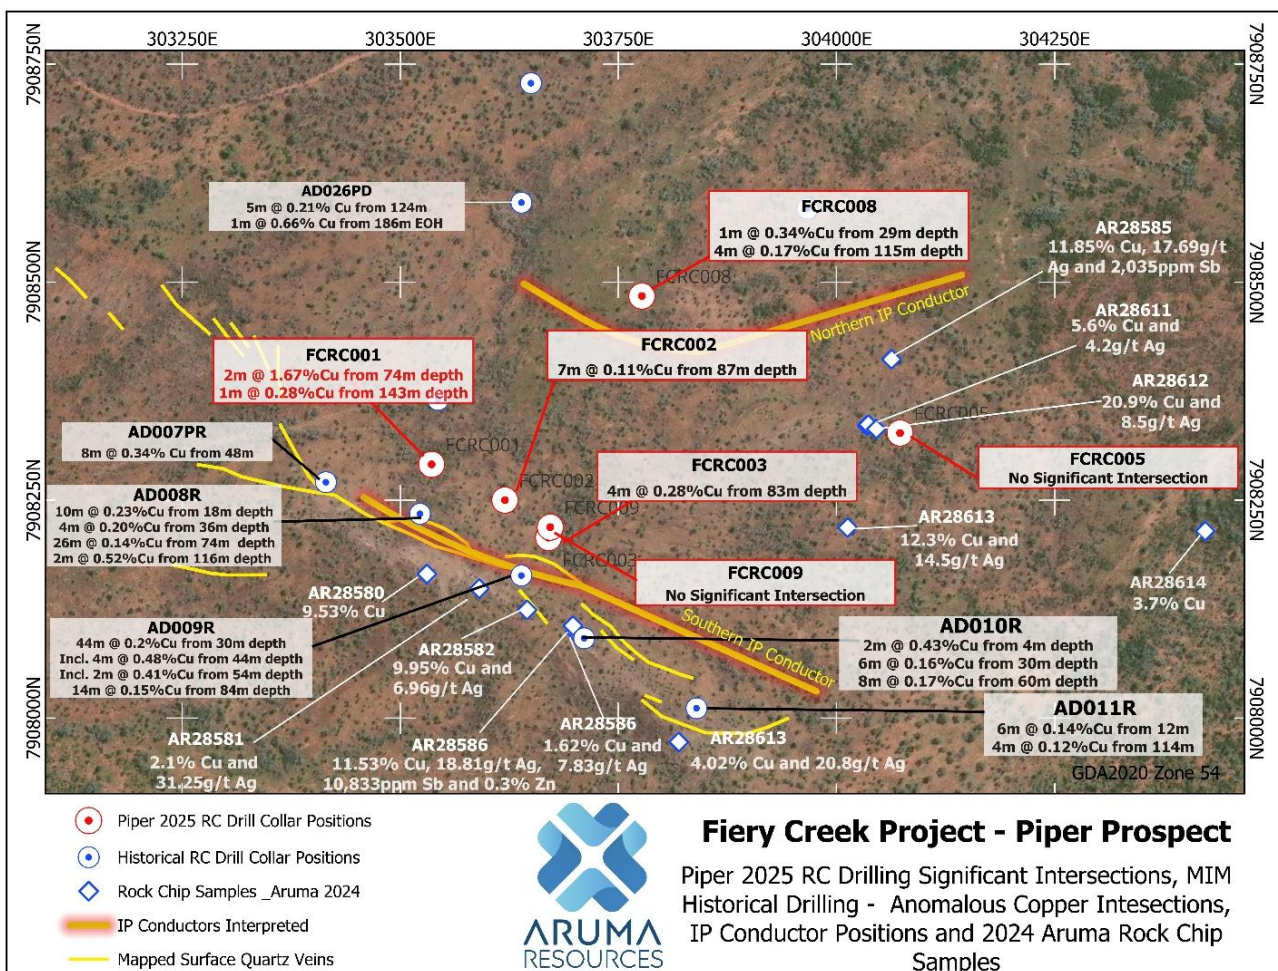 303250E
303500E
303750E
304000E
304250E
7908750N
7908750N
AD026PD
5m @ 0.21% Cu from 124m
1m @ 0.66% Cu from 186m EOH
FCRC008
1m @ 0.34%Cu from 29m depth
4m @ 0.17%Cu from 115m depth
AR28585
11.85% Cu, 17.69g/t
Ag and 2,035ppm Sb
7908500N
7908500N
FCRC008
Northern IP Conductor
AR28611
5.6% Cu and
4.2g/t Ag
FCRC001
2m @ 1.67%Cu from 74m depth
1m @ 0.28%Cu from 143m depth
FCRC002
7m @ 0.11%Cu from 87m depth
AR28612
20.9% Cu and
8.5g/t Ag
FCRC005
AD007PR
8m @ 0.34% Cu from 48m
FCRC001
FCRC003
4m @ 0.28%Cu from 83m depth
FCRC005
No Significant Intersection
FCRC002
7908250N
7908250N
AD008R
10m @ 0.23%Cu from 18m depth
4m @ 0.20%Cu from 36m depth
26m @ 0.14%Cu from 74m depth
2m @ 0.52%Cu from 116m depth
FCRC009
AR28613
12.3% Cu and
14.5g/t Ag
FCRC003
FCRC009
No Significant Intersection
AR28614
3.7% Cu
AR28580
9.53% Cu
AD009R
44m @ 0.2%Cu from 30m depth
Incl. 4m @ 0.48%Cu from 44m depth
Incl. 2m @ 0.41%Cu from 54m depth
14m @ 0.15%Cu from 84m depth
AR28582
9.95% Cu and
6.96g/t Ag
Southern IP Conductor
AD010R
2m @ 0.43%Cu from 4m depth
6m @ 0.16%Cu from 30m depth
8m @ 0.17%Cu from 60m depth
7908000N
7908000N
AD011R
6m @ 0.14%Cu from 12m
4m @ 0.12%Cu from 114m
AR28581
2.1% Cu and
31.25g/t Ag
AR28586
11.53% Cu, 18.81g/t Ag,
10,833ppm Sb and 0.3% Zn
AR28586
1.62% Cu and
7.83g/t Ag
AR28613
4.02% Cu and 20.8g/t Ag
GDA2020 Zone 54
Piper 2025 RC Drill Collar Positions
Historical RC Drill Collar Positions
Rock Chip Samples _Aruma 2024
IP Conductors Interpreted
Mapped Surface Quartz Veins
ARUMA
RESOURCES
Fiery Creek Project - Piper Prospect
Piper 2025 RC Drilling Significant Intersections, MIM
Historical Drilling - Anomalous Copper Intesections,
IP Conductor Positions and 2024 Aruma Rock Chip
Samples